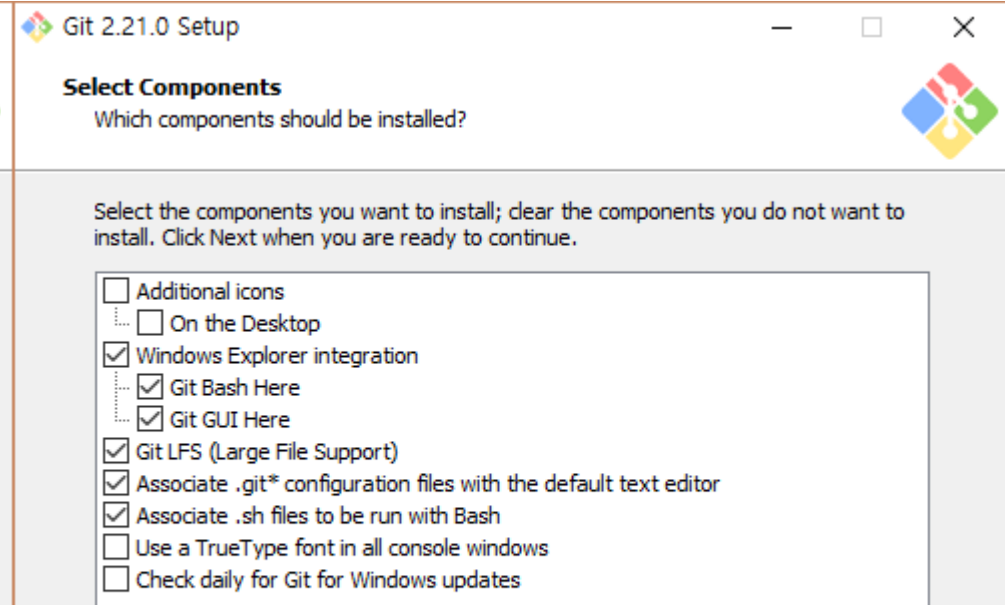 Git 2.21.0 Setup
Select Components
Which components should be installed?
Select the components you want to install; clear the components you do not want to
install. Click Next when you are ready to continue.
Additional icons
On the Desktop
Windows Explorer integration
Git Bash Here
Git GUI Here
Git LFS (Large File Support)
Associate .git* configuration files with the default text editor
Associate .sh files to be run with Bash
Use a TrueType font in all console windows
Check daily for Git for Windows updates